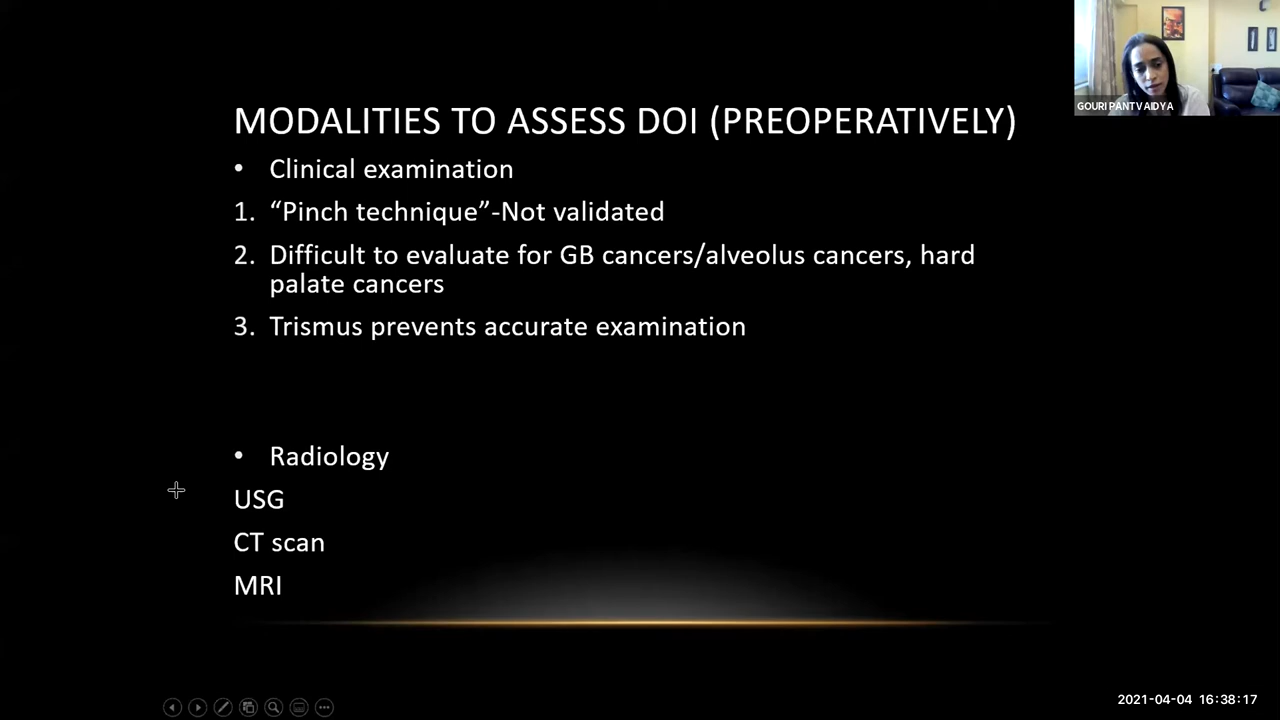 GOURI PANTVAIDYA
MODALITIES TO ASSESS DOI (PREOPERATIVELY)
• Clinical examination
1. “Pinch technique”-Not validated
2. Difficult to evaluate for GB cancers/alveolus cancers, hard
palate cancers
3. Trismus prevents accurate examination
• Radiology
USG
CT scan
MRI
2021-04-04 16:38:17